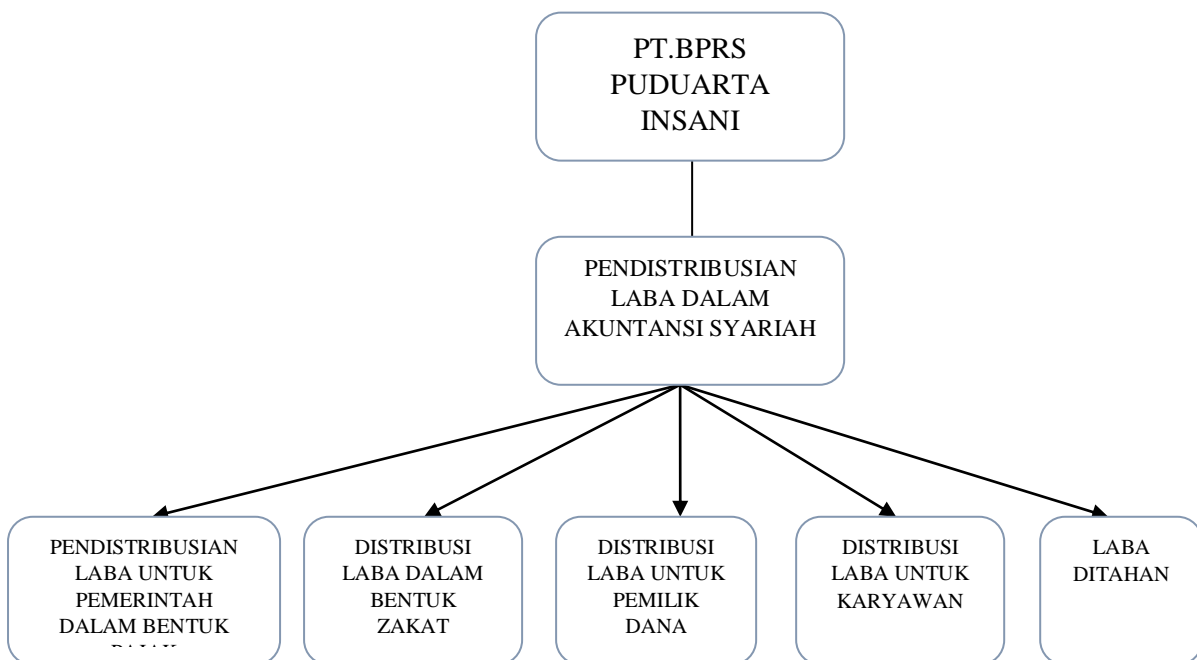 PT.BPRS
PUDUARTA
INSANI
PENDISTRIBUSIAN
LABA DALAM
AKUNTANSI SYARIAH
PENDISTRIBUSIAN
LABA UNTUK
PEMERINTAH
DALAM BENTUK
DISTRIBUSI
LABA DALAM
BENTUK
ZAKAT
DISTRIBUSI
LABA UNTUK
PEMILIK
DANA
DISTRIBUSI
LABA UNTUK
KARYAWAN
LABA
DITAHAN